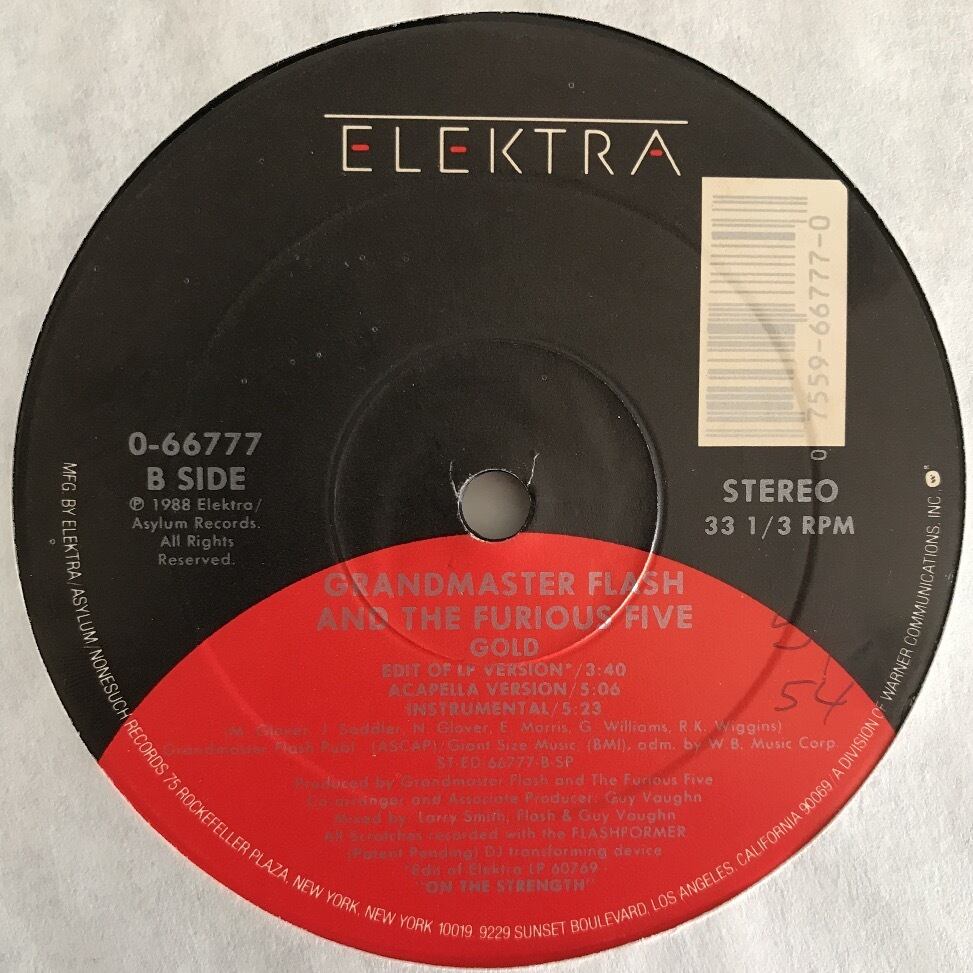 ELEKTRA
0 7559-66777-0
0-66777
B SIDE
℗ 1988 Elektra/
Asylum Records.
All Rights
Reserved.
STEREO
33 1/3 RPM
GRANDMASTER FLASH
AND THE FURIOUS FIVE
GOLD
EDIT OF LP VERSION*/3:40
ACAPELLA VERSION/5:06
INSTRUMENTAL/5:23
M. Glover, J. Saddler, N. Glover, E. Morris, G. Williams, R.K. Wiggins)
Grandmaster Flash Publ. (ASCAP)/Giant Size Music (BMI), adm. by W.B. Music Corp.
ST-ED-66777-B-SP
Produced by Grandmaster Flash and The Furious Five
Co-arranger and Associate Producer: Guy Vaughn
Mixed by: Larry Smith, Flash & Guy Vaughn
All Scratches recorded with the FLASHFORMER
(Patent Pending) DJ transforming device
*Edit of Elektra LP 60769 -
"ON THE STRENGTH"
54
MFG. BY ELEKTRA/ASYLUM/NONESUCH RECORDS 75 ROCKEFELLER PLAZA, NEW YORK, NEW YORK 10019 9229 SUNSET BOULEVARD, LOS ANGELES, CALIFORNIA 90069 A DIVISION OF WARNER COMMUNICATIONS, INC.